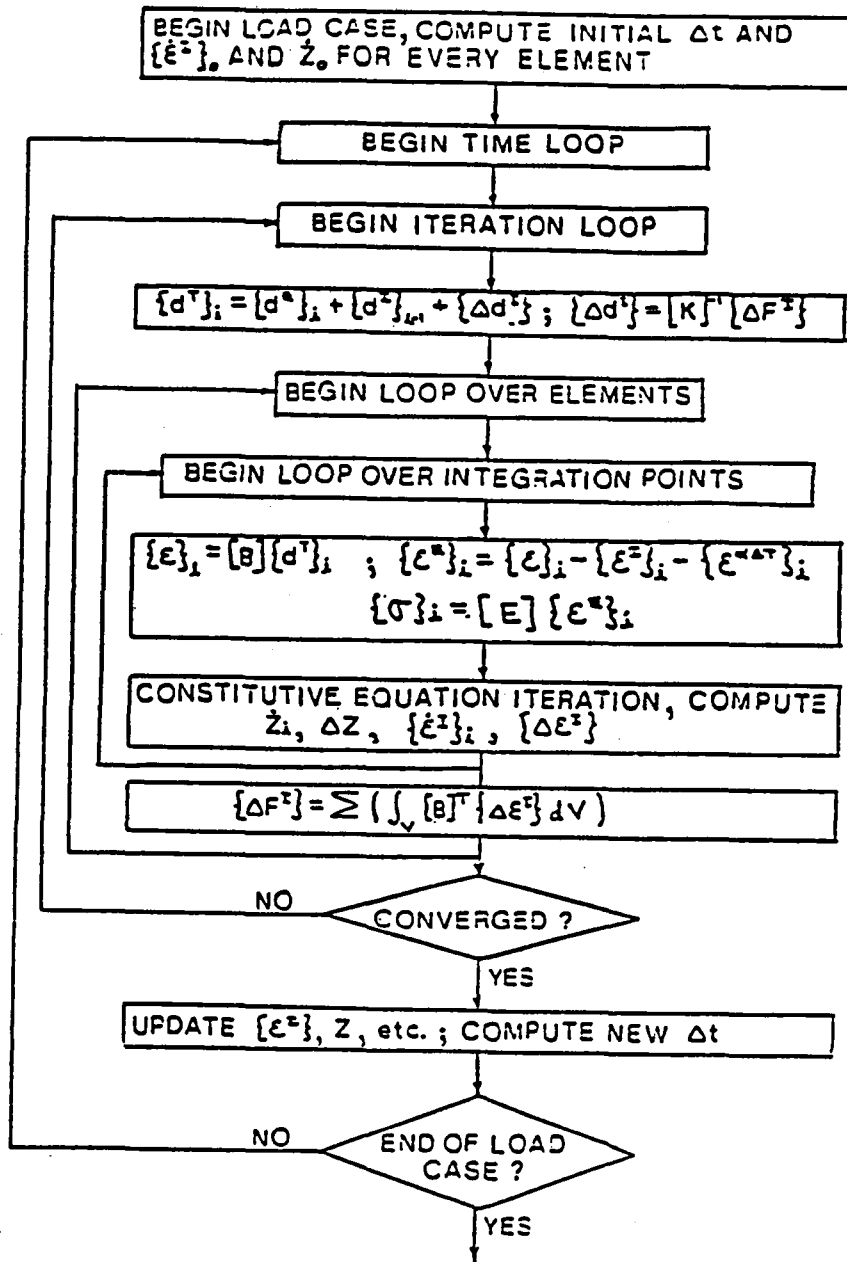 BEGIN LOAD CASE, COMPUTE INITIAL Δt AND
{ε̇ᴵ}₀ AND Ż₀ FOR EVERY ELEMENT
BEGIN TIME LOOP
BEGIN ITERATION LOOP
{dᵀ}ᵢ = {dᵉ}ᵢ + {dᴵ}ᵢ₋₁ + {Δdᴵ} ; {Δdᴵ} = [K]⁻¹ {ΔFᴵ}
BEGIN LOOP OVER ELEMENTS
BEGIN LOOP OVER INTEGRATION POINTS
{ε}ᵢ = [B]{dᵀ}ᵢ ; {εᴱ}ᵢ = {ε}ᵢ - {εᴵ}ᵢ - {ε^αΔT}ᵢ
{σ}ᵢ = [E] {εᴱ}ᵢ
CONSTITUTIVE EQUATION ITERATION, COMPUTE
Żᵢ, ΔZ, {ε̇ᴵ}ᵢ, {Δεᴵ}
{ΔFᴵ} = Σ ( ∫ᵥ [B]ᵀ {Δεᴵ} dV )
NO
CONVERGED ?
YES
UPDATE {εᴵ}, Z, etc. ; COMPUTE NEW Δt
NO
END OF LOAD
CASE ?
YES